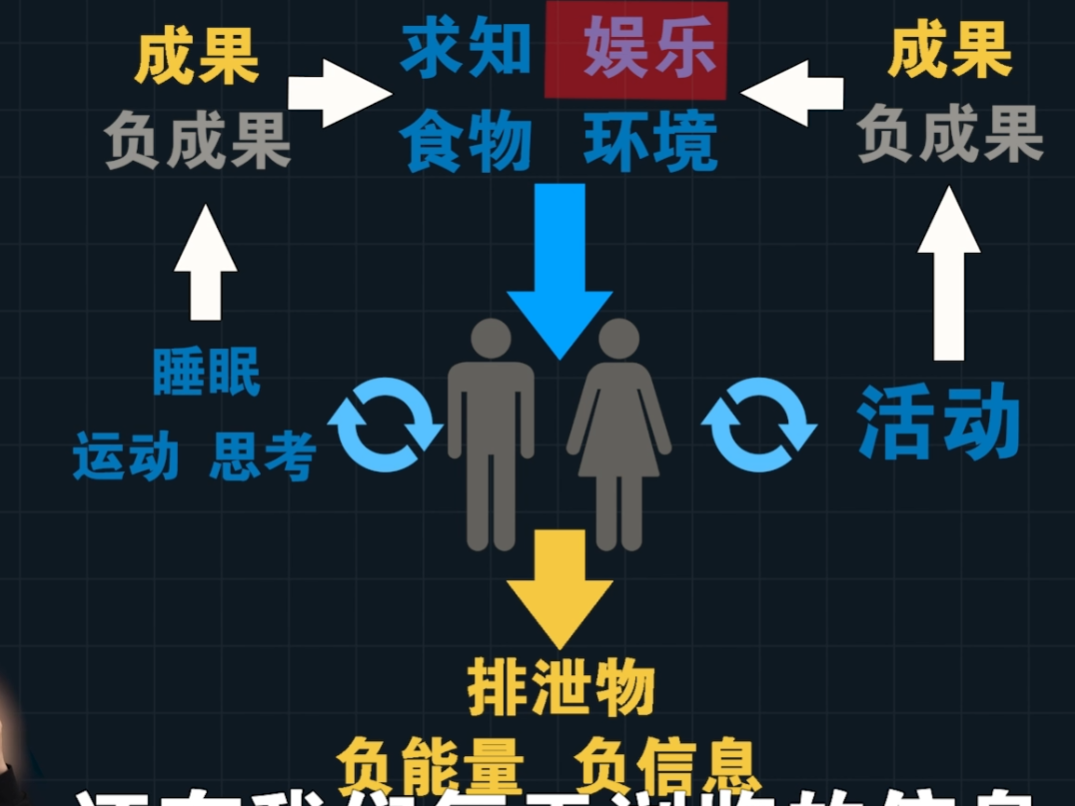 成果 求知 娱乐 成果
负成果 食物 环境 负成果
睡眠
运动 思考
活动
排泄物
负能量 负信息